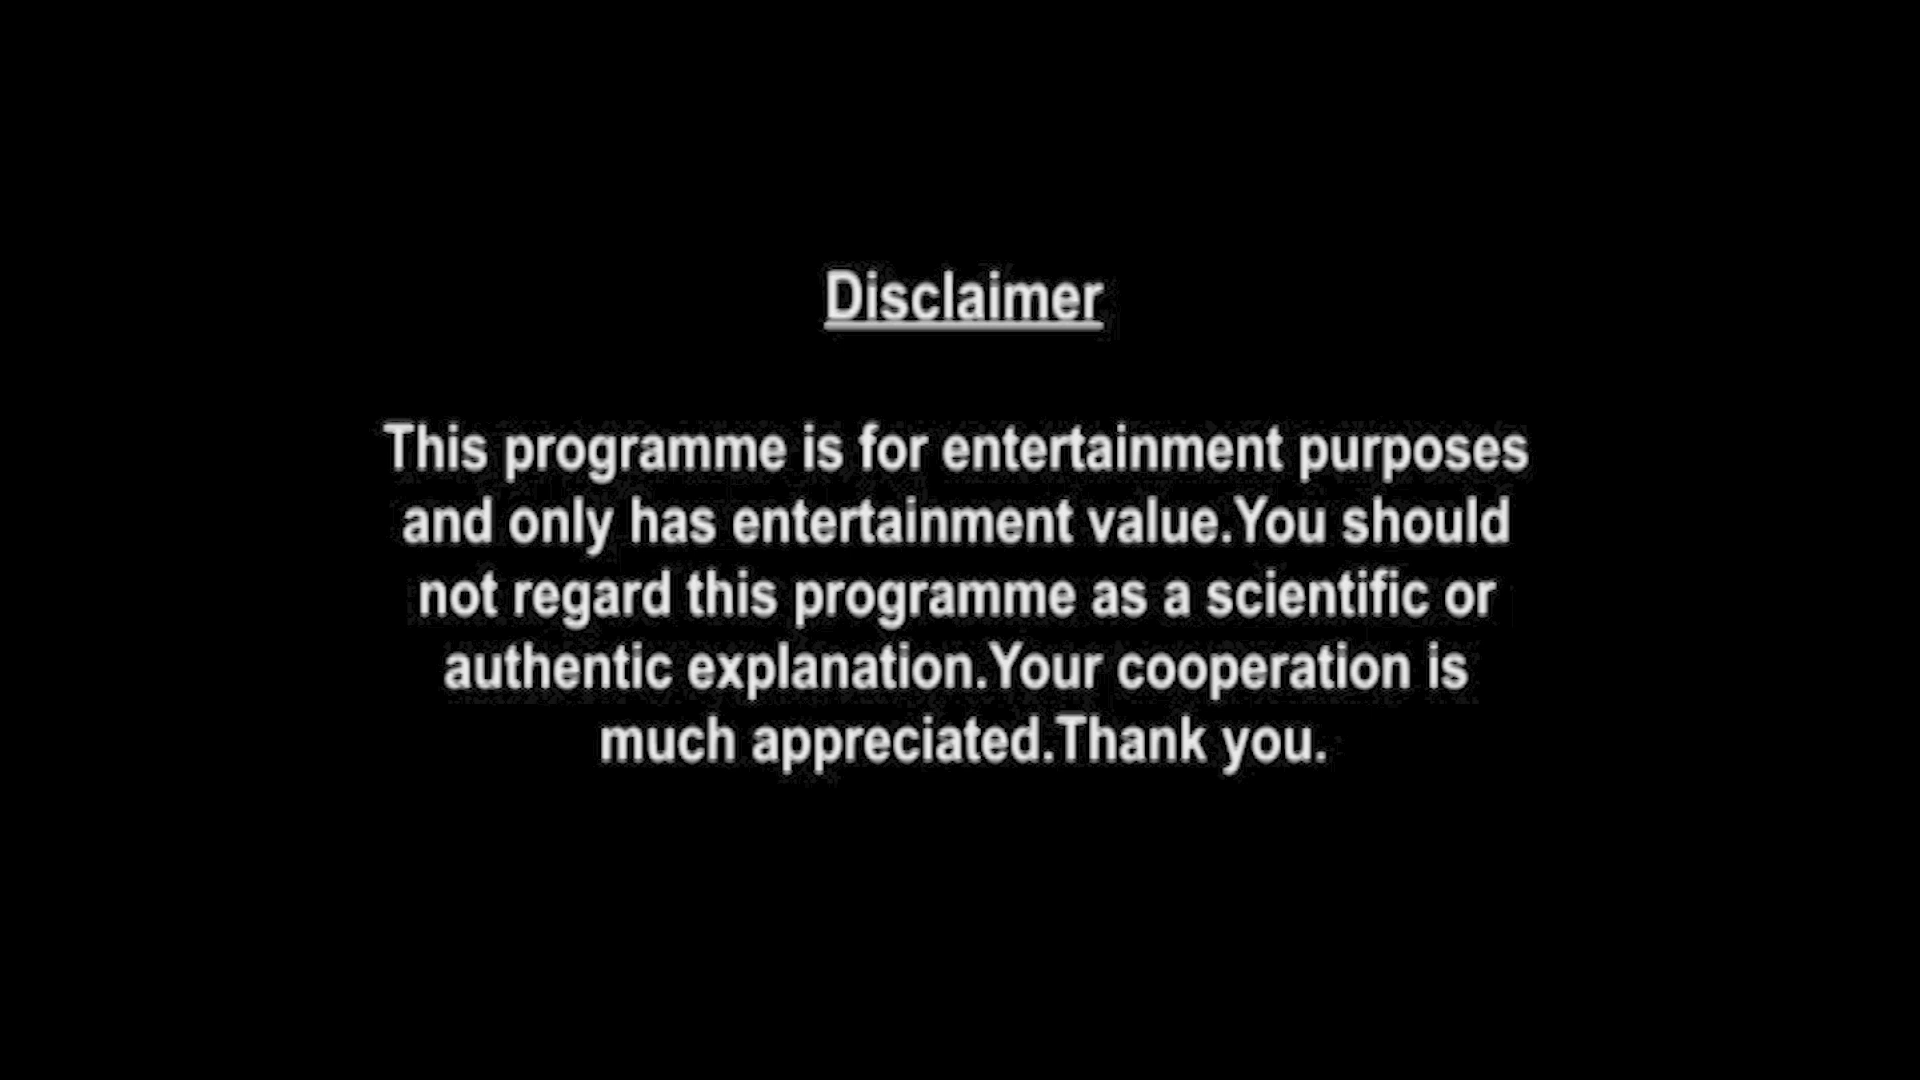 Disclaimer
This programme is for entertainment purposes
and only has entertainment value.You should
not regard this programme as a scientific or
authentic explanation.Your cooperation is
much appreciated.Thank you.